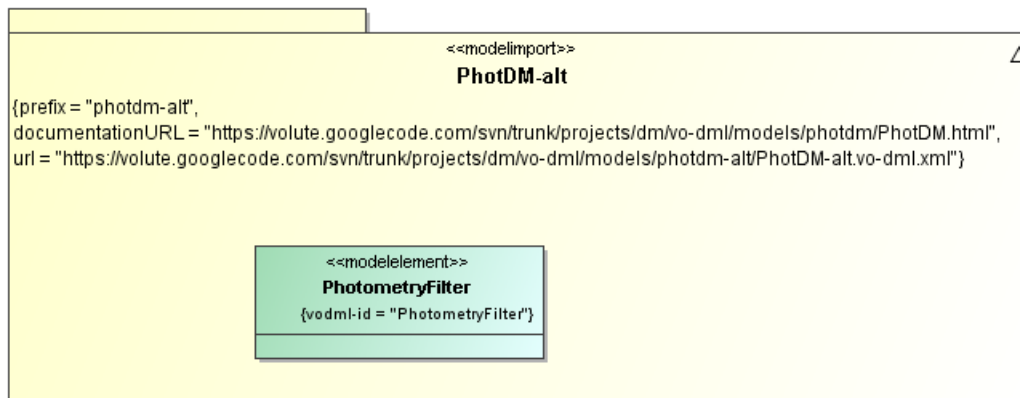 <<modelimport>>
PhotDM-alt
{prefix = "photdm-alt",
documentationURL = "https://volute.googlecode.com/svn/trunk/projects/dm/vo-dml/models/photdm/PhotDM.html",
url = "https://volute.googlecode.com/svn/trunk/projects/dm/vo-dml/models/photdm-alt/PhotDM-alt.vo-dml.xml"}
<<modelelement>>
PhotometryFilter
{vodml-id = "PhotometryFilter"}